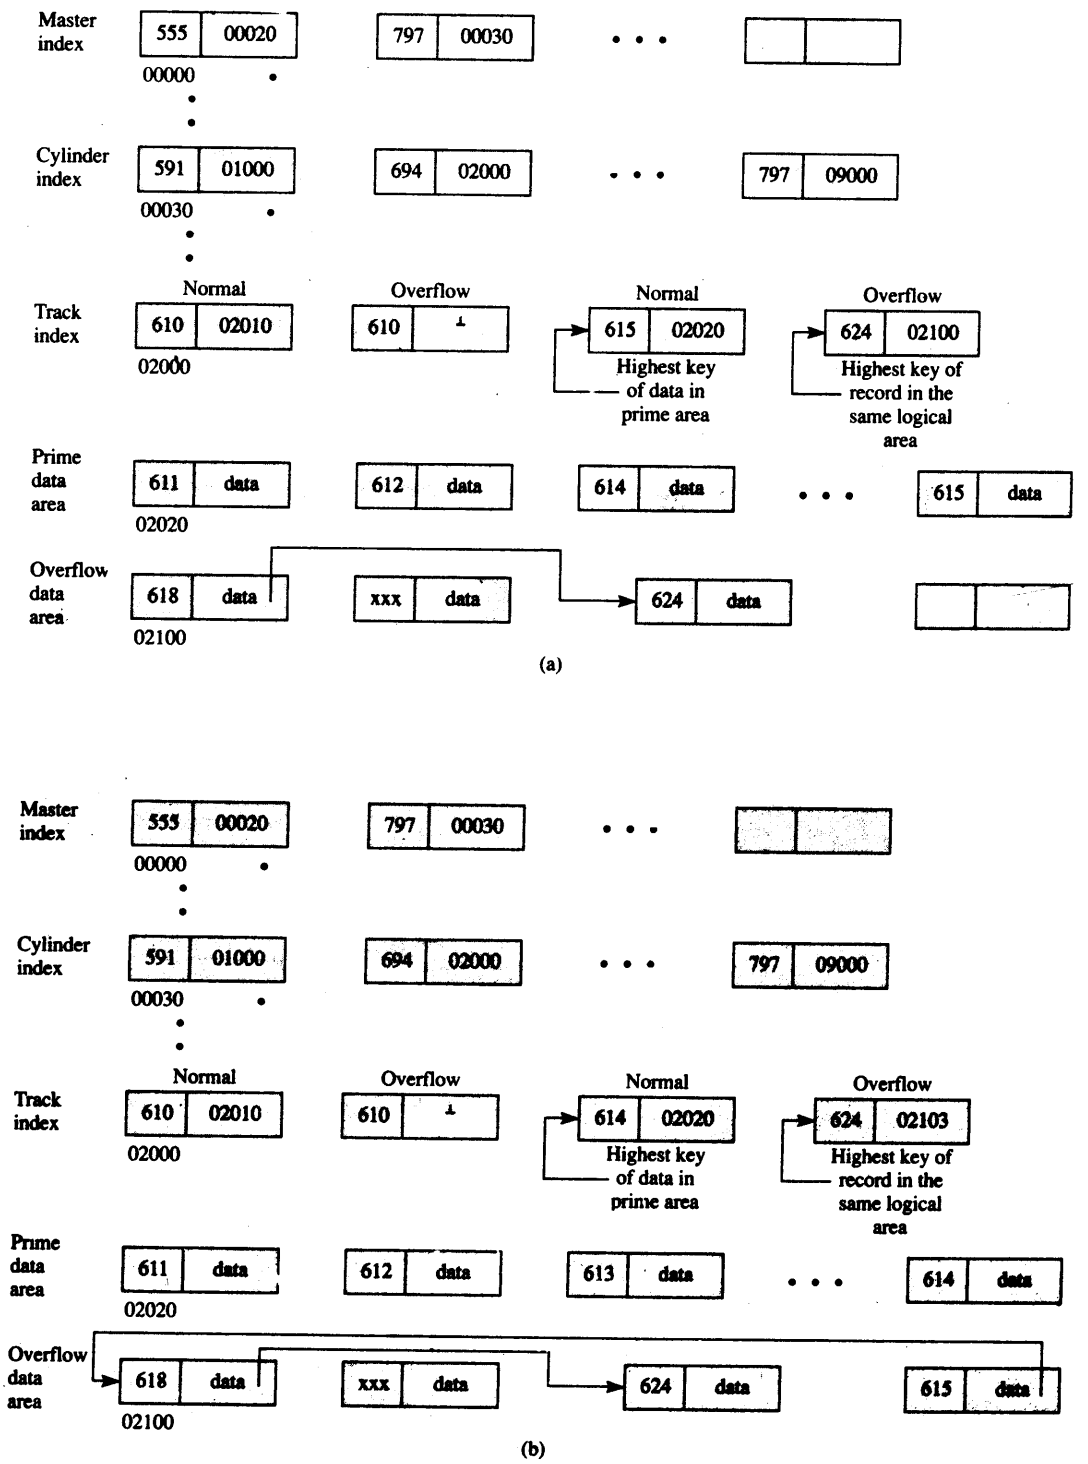 Master index
555 00020 797 00030
00000
Cylinder index
591 01000 694 02000 797 09000
00030
Normal Overflow Normal Overflow
Track index
610 02010 610 ⊥ 615 02020 624 02100
02000
Highest key of data in prime area
Highest key of record in the same logical area
Prime data area
611 data 612 data 614 data 615 data
02020
Overflow data area
618 data xxx data 624 data
02100
(a)
Master index
555 00020 797 00030
00000
Cylinder index
591 01000 694 02000 797 09000
00030
Normal Overflow Normal Overflow
Track index
610 02010 610 ⊥ 614 02020 624 02103
02000
Highest key of data in prime area
Highest key of record in the same logical area
Prime data area
611 data 612 data 613 data 614 data
02020
Overflow data area
618 data xxx data 624 data 615 data
02100
(b)